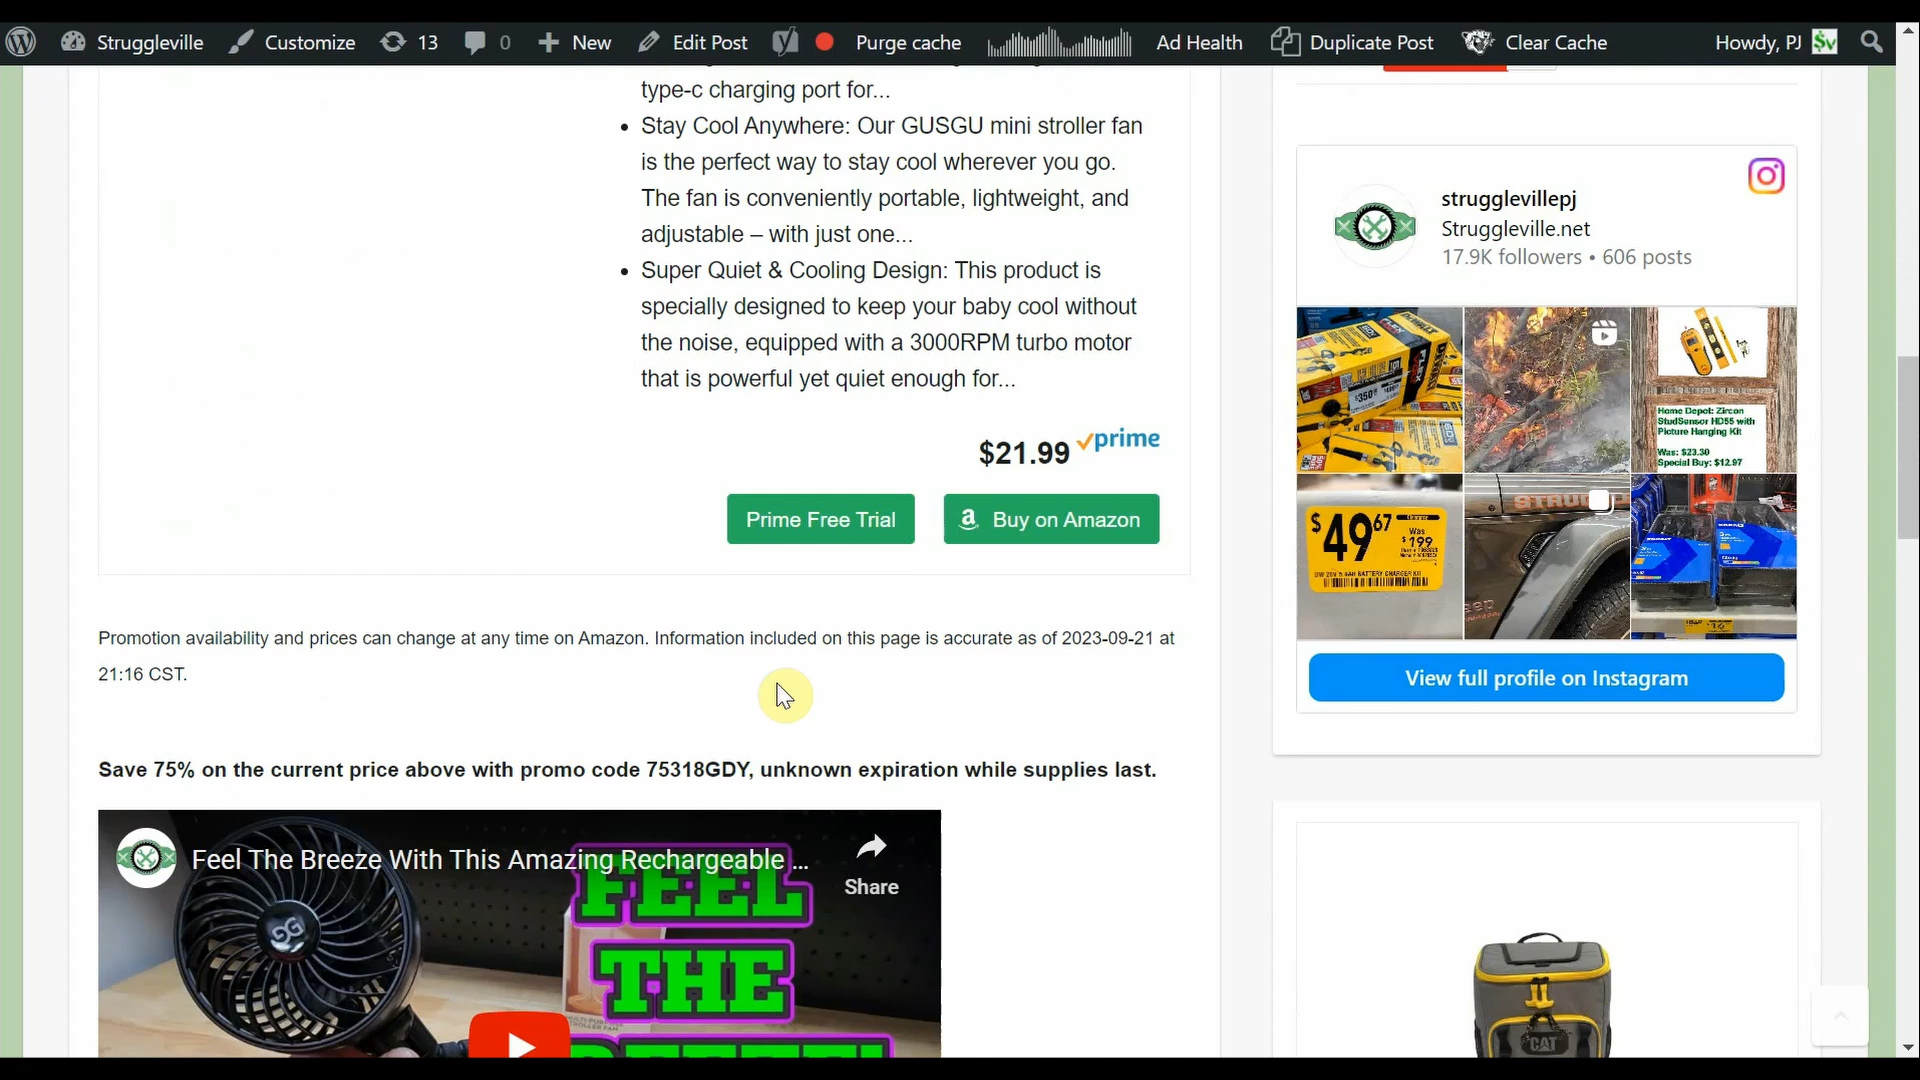 Struggleville
Customize
13
0
New
Edit Post
Purge cache
Ad Health
Duplicate Post
Clear Cache
Howdy, PJ
type-c charging port for...
• Stay Cool Anywhere: Our GUSGU mini stroller fan
is the perfect way to stay cool wherever you go.
The fan is conveniently portable, lightweight, and
adjustable – with just one...
• Super Quiet & Cooling Design: This product is
specially designed to keep your baby cool without
the noise, equipped with a 3000RPM turbo motor
that is powerful yet quiet enough for...
$21.99 prime
Prime Free Trial
Buy on Amazon
Promotion availability and prices can change at any time on Amazon. Information included on this page is accurate as of 2023-09-21 at
21:16 CST.
Save 75% on the current price above with promo code 75318GDY, unknown expiration while supplies last.
Feel The Breeze With This Amazing Rechargeable ...
Share
FEEL
THE
strugglevillepj
Struggleville.net
17.9K followers • 606 posts
Home Depot: Zircon
StudSensor HD55 with
Picture Hanging Kit
Was: $23.30
Special Buy: $12.97
$49.67
Was
$199
View full profile on Instagram
CAT